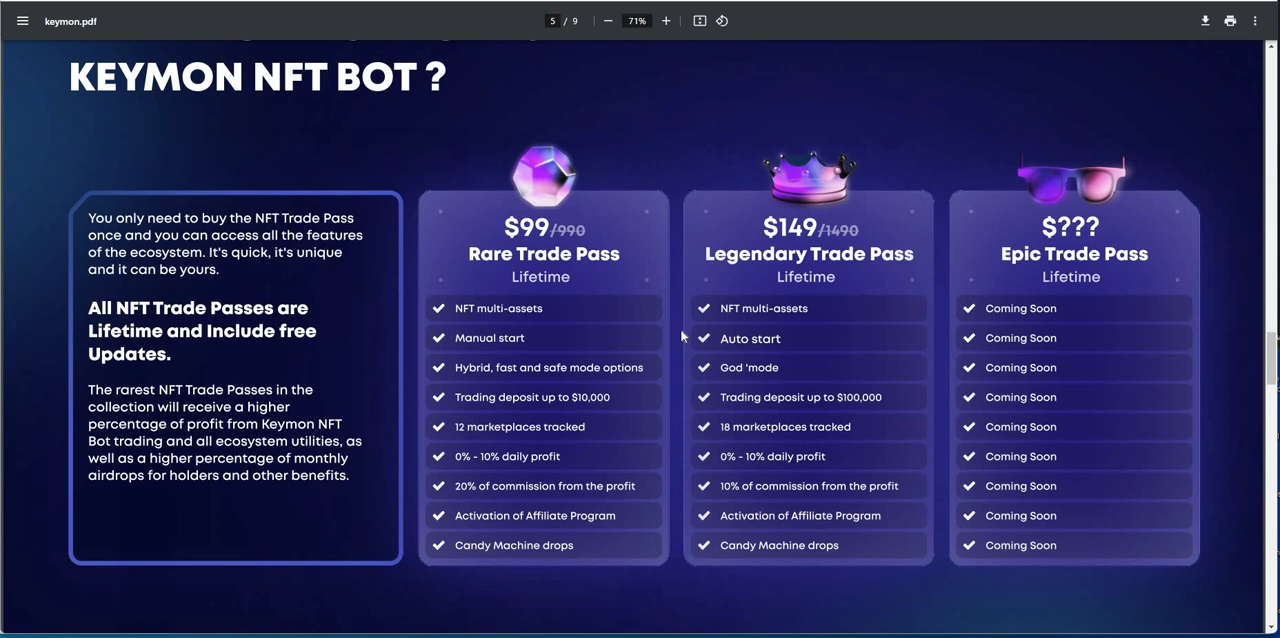 keymon.pdf
5 / 9
71%
KEYMON NFT BOT ?
You only need to buy the NFT Trade Pass
once and you can access all the features
of the ecosystem. It's quick, it's unique
and it can be yours.
All NFT Trade Passes are
Lifetime and Include free
Updates.
The rarest NFT Trade Passes in the
collection will receive a higher
percentage of profit from Keymon NFT
Bot trading and all ecosystem utilities, as
well as a higher percentage of monthly
airdrops for holders and other benefits.
$99/990
Rare Trade Pass
Lifetime
NFT multi-assets
Manual start
Hybrid, fast and safe mode options
Trading deposit up to $10,000
12 marketplaces tracked
0% - 10% daily profit
20% of commission from the profit
Activation of Affiliate Program
Candy Machine drops
$149/1490
Legendary Trade Pass
Lifetime
NFT multi-assets
Auto start
God 'mode
Trading deposit up to $100,000
18 marketplaces tracked
0% - 10% daily profit
10% of commission from the profit
Activation of Affiliate Program
Candy Machine drops
$???
Epic Trade Pass
Lifetime
Coming Soon
Coming Soon
Coming Soon
Coming Soon
Coming Soon
Coming Soon
Coming Soon
Coming Soon
Coming Soon